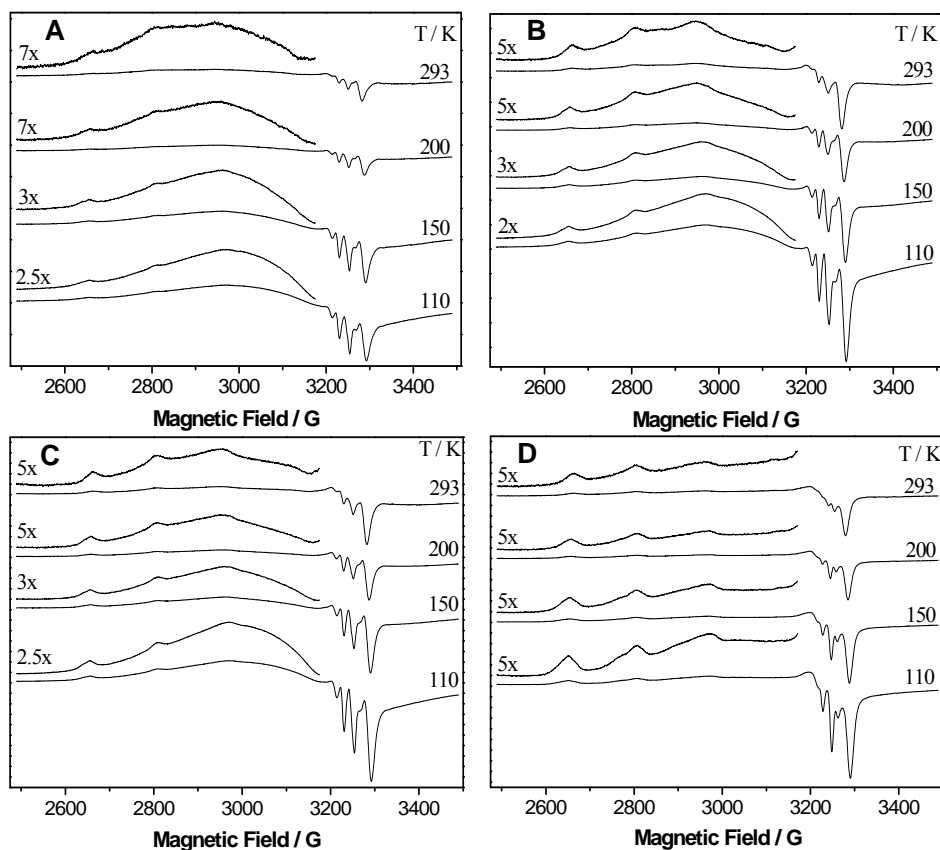 A
T / K
7x
293
7x
200
3x
150
2.5x
110
2600 2800 3000 3200 3400
Magnetic Field / G
B
T / K
5x
293
5x
200
3x
150
2x
110
2600 2800 3000 3200 3400
Magnetic Field / G
C
T / K
5x
293
5x
200
3x
150
2.5x
110
2600 2800 3000 3200 3400
Magnetic Field / G
D
T / K
5x
293
5x
200
5x
150
5x
110
2600 2800 3000 3200 3400
Magnetic Field / G